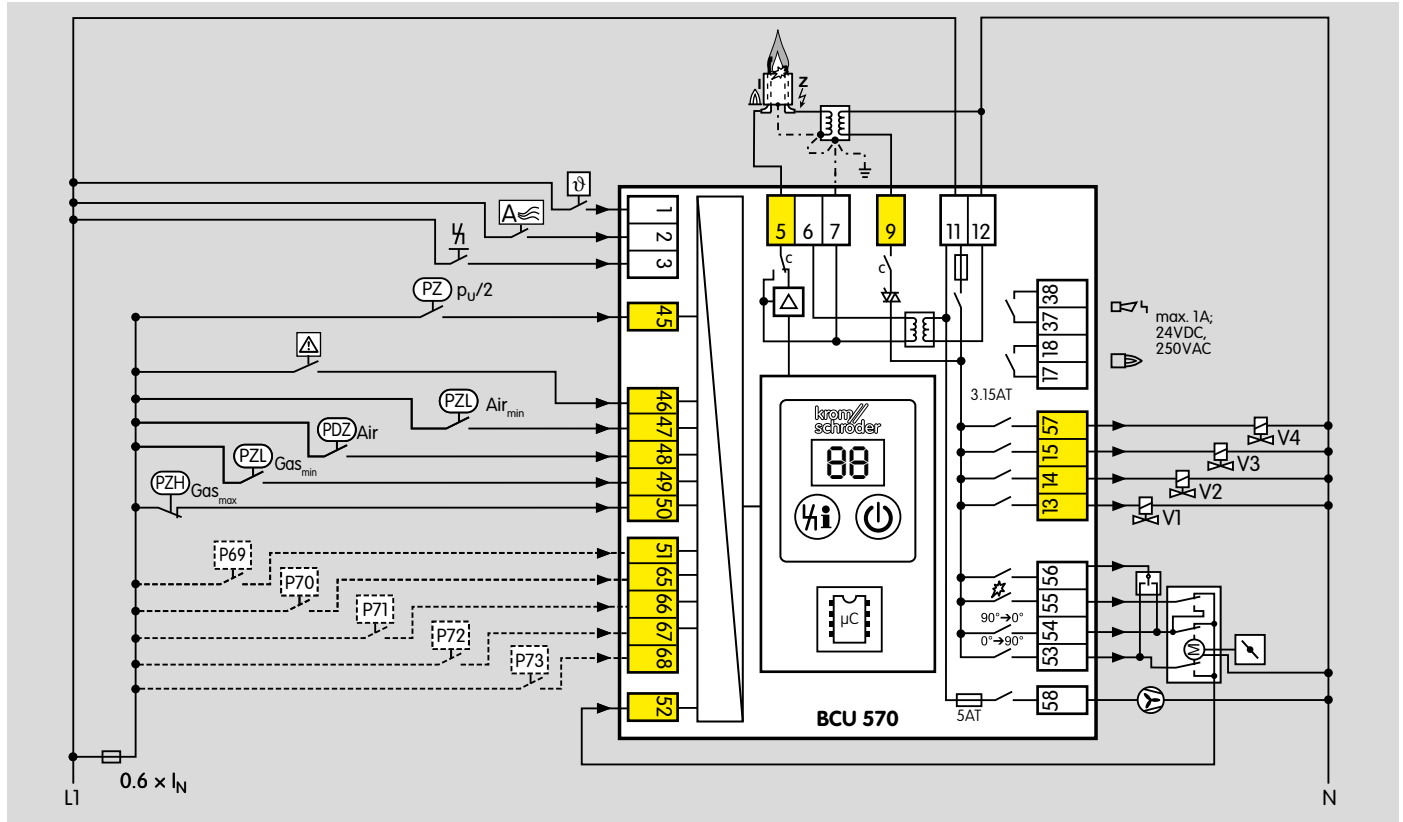 I
Z
ϑ
A
1
2
3
5
6
7
9
11
12
c
c
PZ
pU/2
45
38
37
18
17
max. 1A;
24VDC,
250VAC
3.15AT
PZL
Airmin
PDZ
Air
PZL
Gasmin
PZH
Gasmax
46
47
48
49
50
krom//
schröder
88
i
57
15
14
13
V4
V3
V2
V1
P69
P70
P71
P72
P73
51
65
66
67
68
52
µC
56
55
54
53
58
90°→0°
0°→90°
M
5AT
BCU 570
0.6 × IN
L1
N